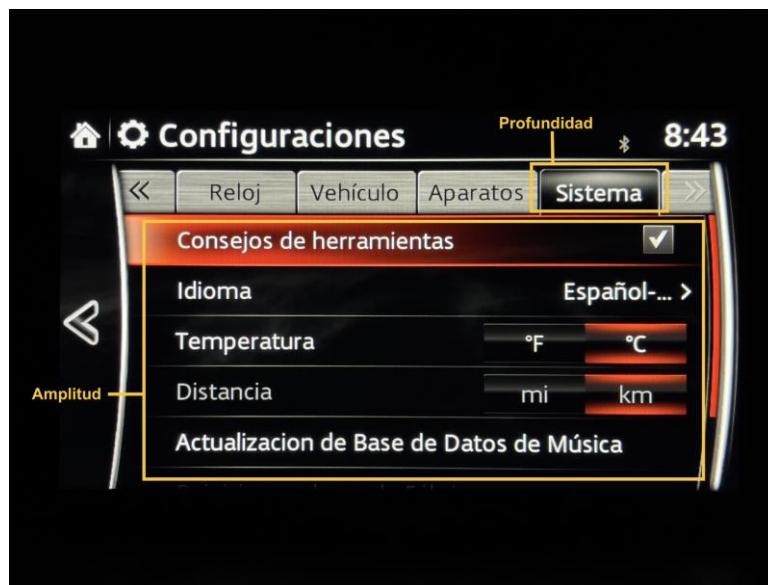 Profundidad
Configuraciones 8:43
Reloj Vehículo Aparatos Sistema
Consejos de herramientas
Idioma Español-...
Temperatura °F °C
Amplitud
Distancia mi km
Actualizacion de Base de Datos de Música